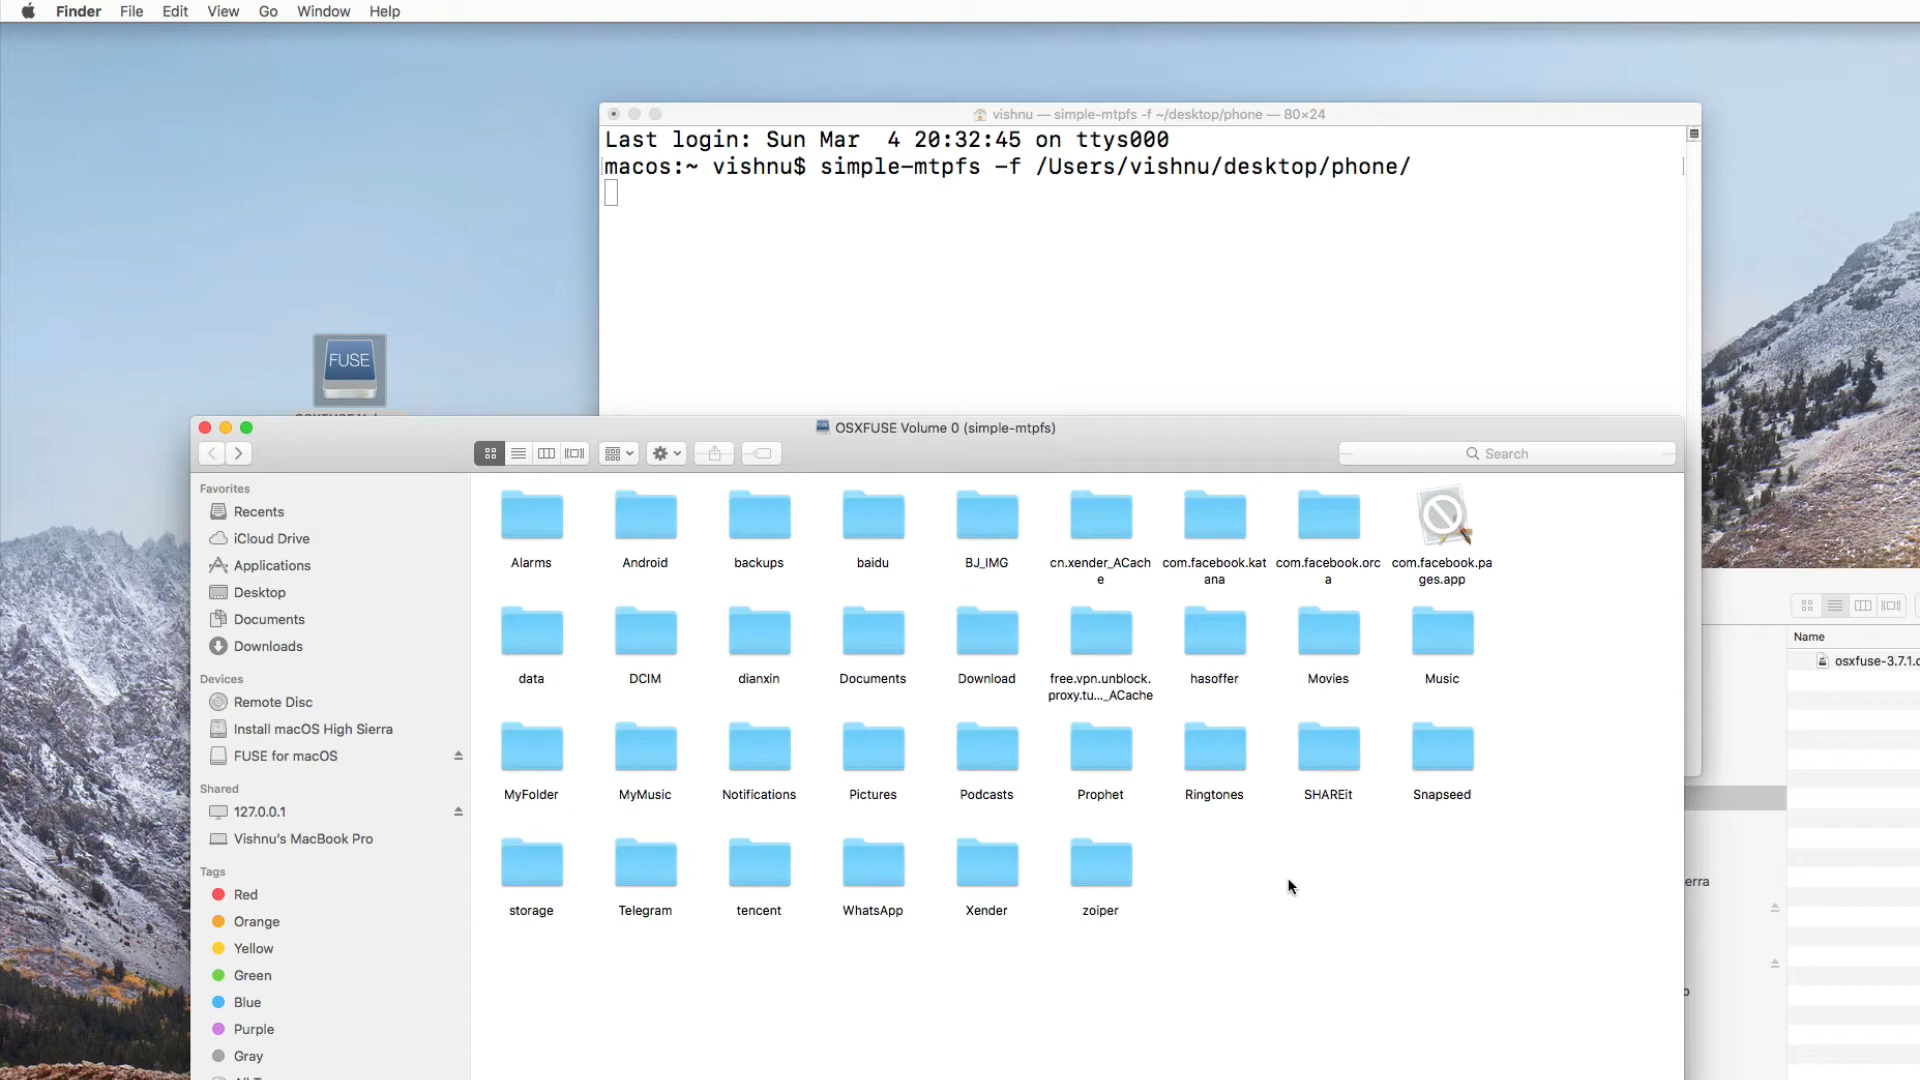 Finder File Edit View Go Window Help
vishnu — simple-mtpfs -f ~/desktop/phone — 80×24
Last login: Sun Mar  4 20:32:45 on ttys000
macos:~ vishnu$ simple-mtpfs -f /Users/vishnu/desktop/phone/
FUSE
OSXFUSE Volume 0 (simple-mtpfs)
Search
Favorites
Recents
iCloud Drive
Applications
Desktop
Documents
Downloads
Devices
Remote Disc
Install macOS High Sierra
FUSE for macOS
Shared
127.0.0.1
Vishnu's MacBook Pro
Tags
Red
Orange
Yellow
Green
Blue
Purple
Gray
Alarms
Android
backups
baidu
BJ_IMG
cn.xender_ACach
e
com.facebook.kat
ana
com.facebook.orc
a
com.facebook.pa
ges.app
data
DCIM
dianxin
Documents
Download
free.vpn.unblock.
proxy.tu..._ACache
hasoffer
Movies
Music
MyFolder
MyMusic
Notifications
Pictures
Podcasts
Prophet
Ringtones
SHAREit
Snapseed
storage
Telegram
tencent
WhatsApp
Xender
zoiper
Name
osxfuse-3.7.1.
erra